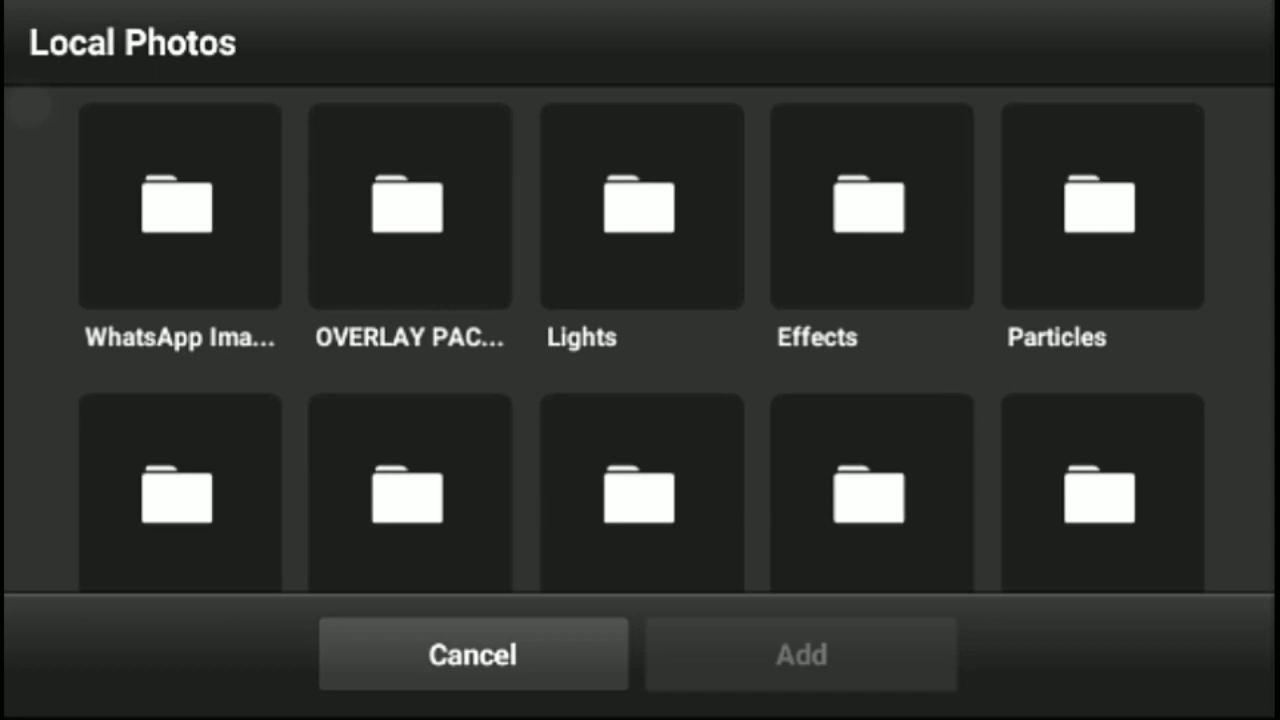 Local Photos
WhatsApp Ima...
OVERLAY PAC...
Lights
Effects
Particles
Cancel
Add